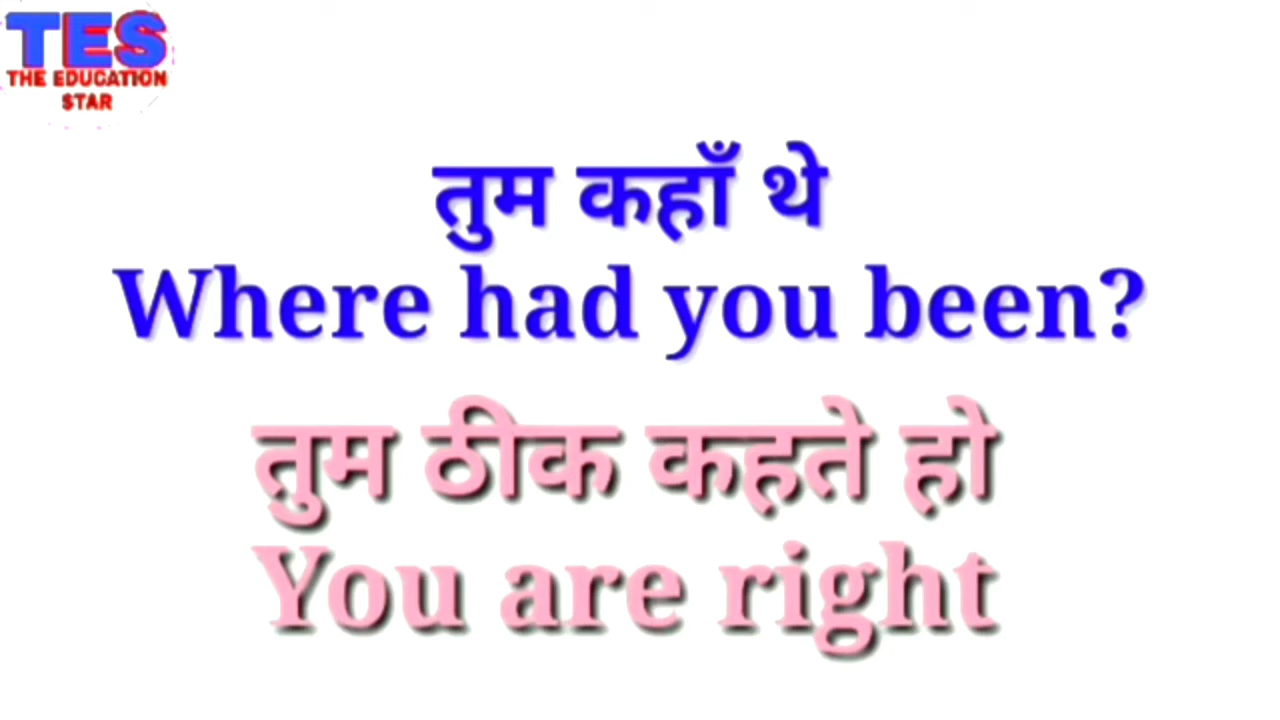 TES
THE EDUCATION
STAR
तुम कहाँ थे
Where had you been?
तुम ठीक कहते हो
You are right